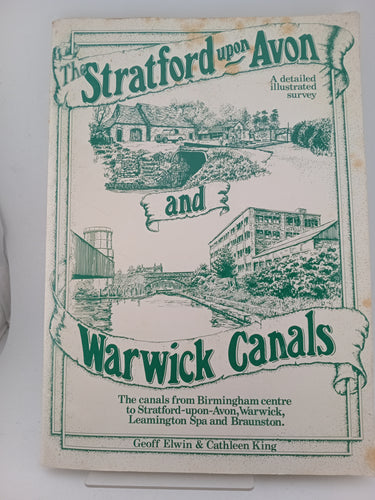 The Stratford upon Avon
A detailed
illustrated
survey
and
Warwick Canals
The canals from Birmingham centre
to Stratford-upon-Avon, Warwick,
Leamington Spa and Braunston.
Geoff Elwin & Cathleen King